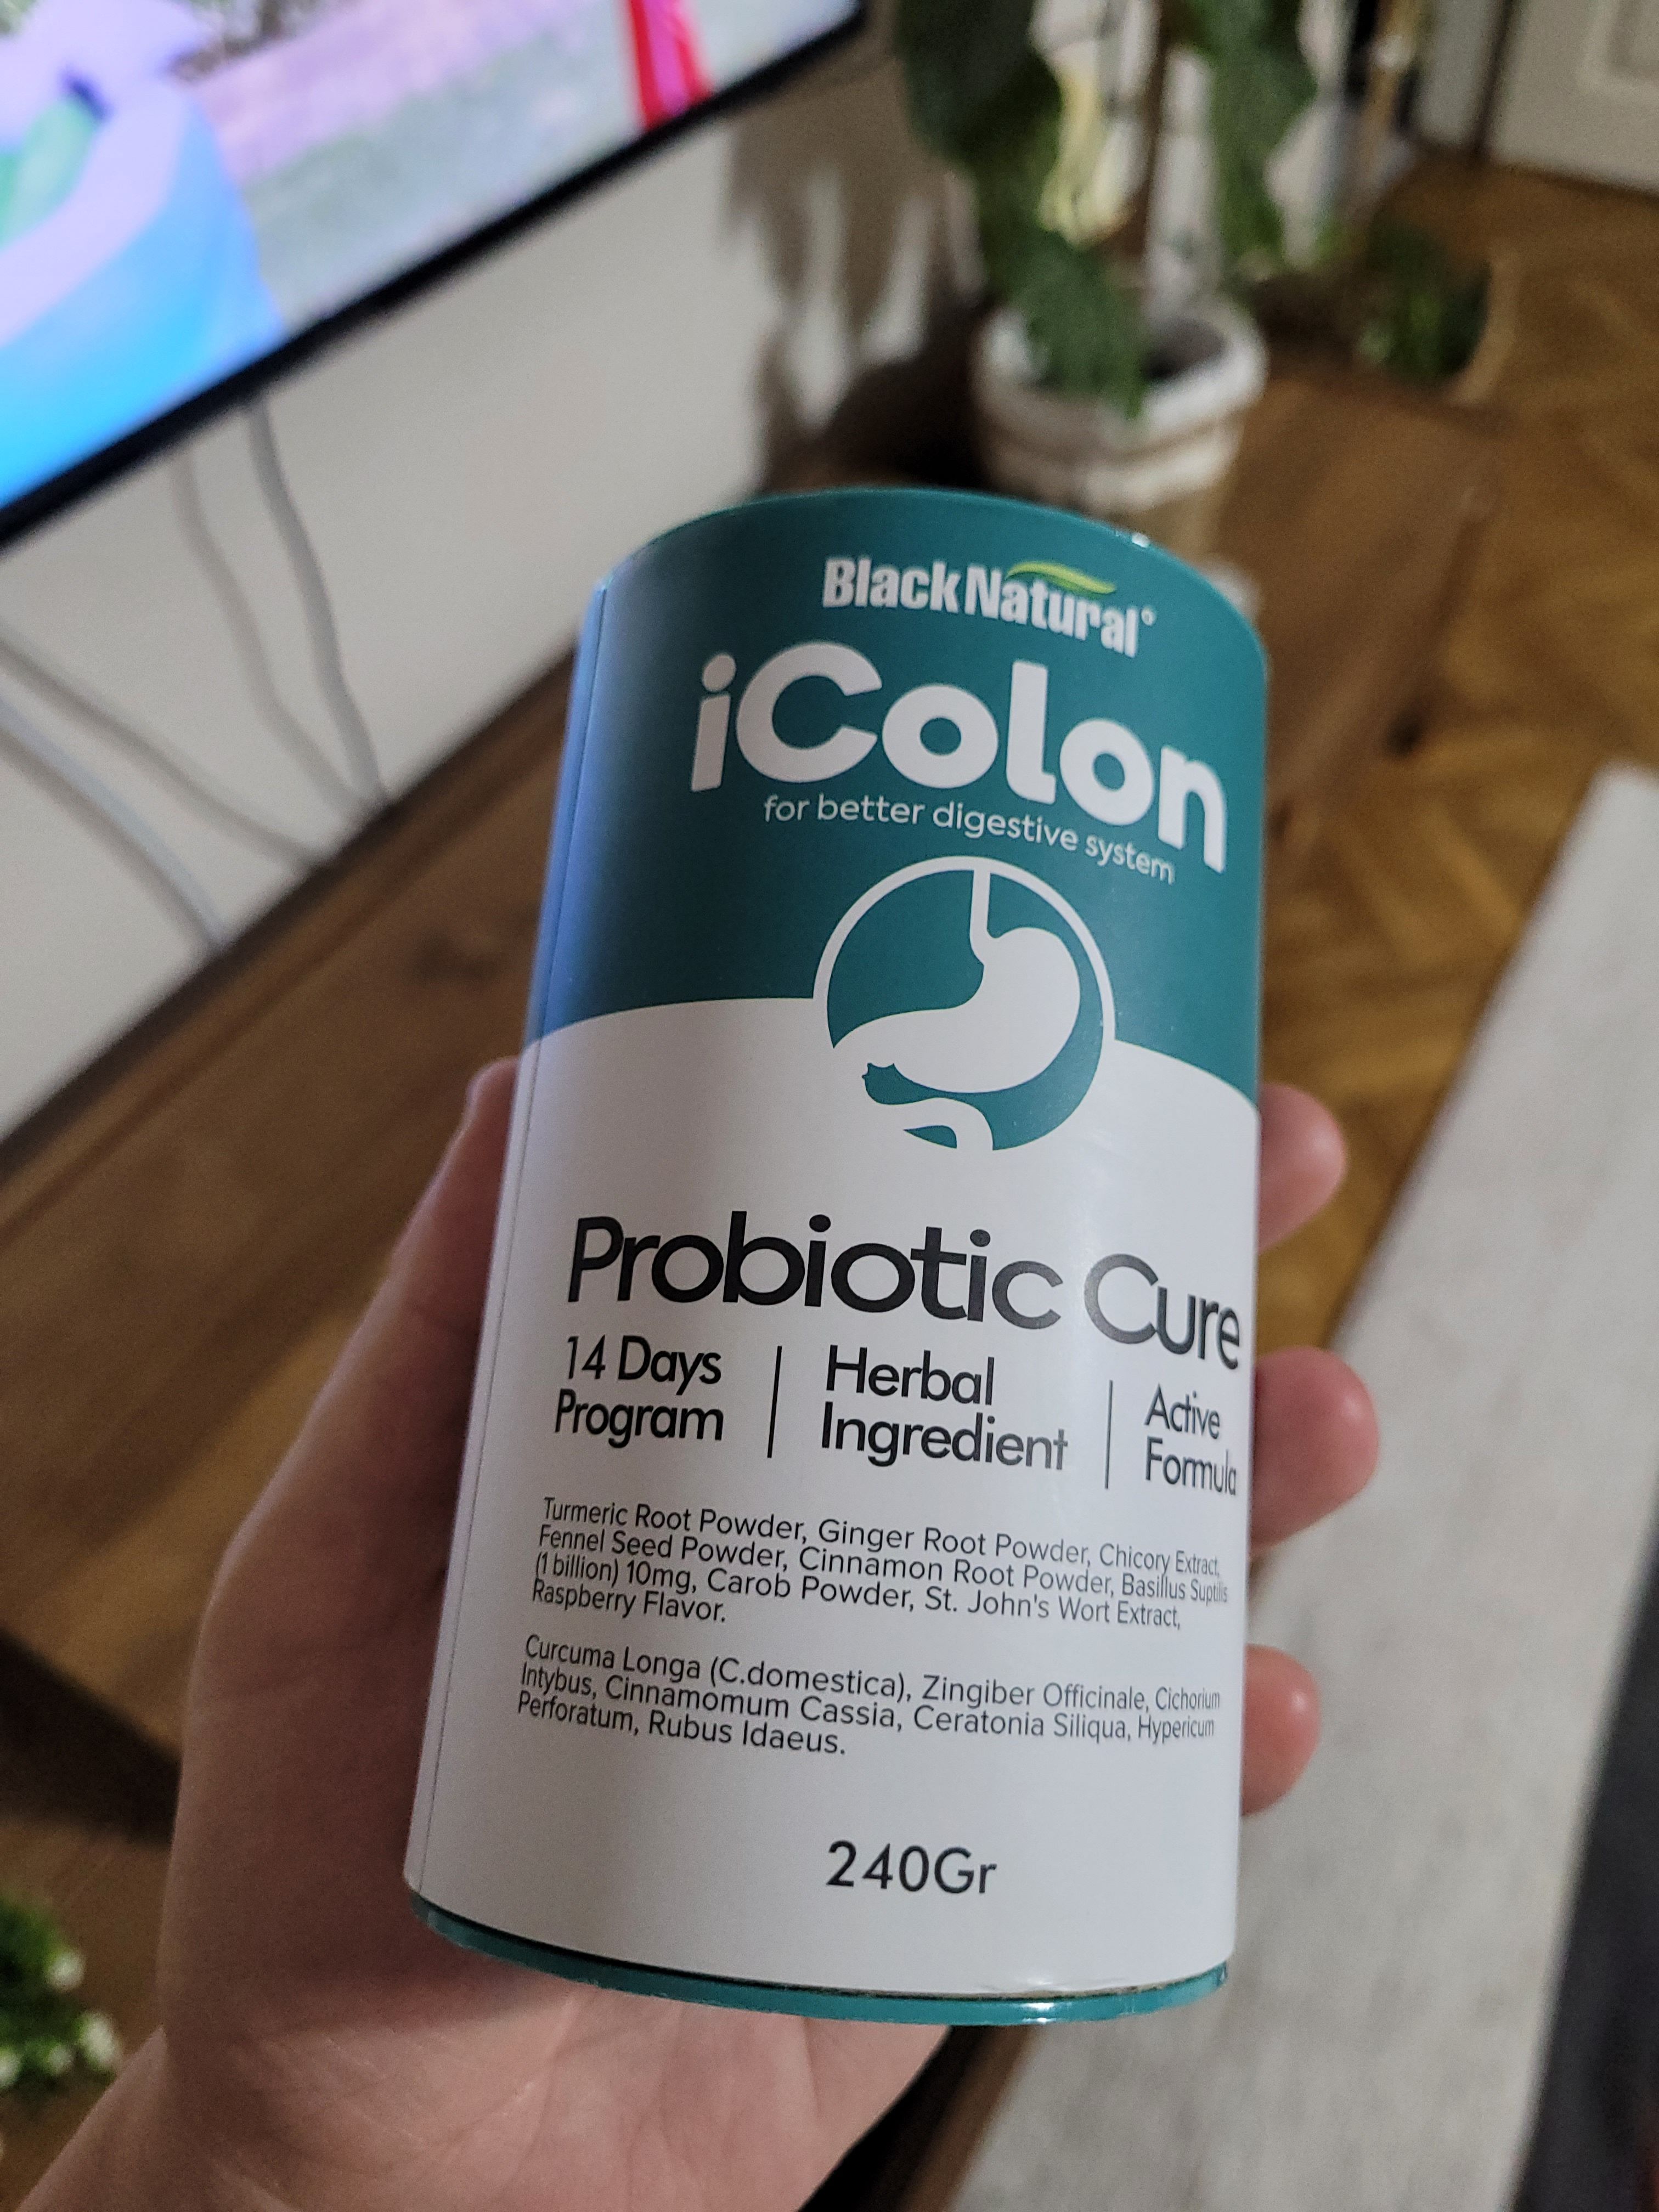 BlackNatural
iColon
for better digestive system
Probiotic Cure
14 Days
Program
Herbal
Ingredient
Active
Formula
Turmeric Root Powder, Ginger Root Powder, Chicory Extract,
Fennel Seed Powder, Cinnamon Root Powder, Basillus Suptilis
(1 billion) 10mg, Carob Powder, St. John's Wort Extract,
Raspberry Flavor.
Curcuma Longa (C.domestica), Zingiber Officinale, Cichorium
Intybus, Cinnamomum Cassia, Ceratonia Siliqua, Hypericum
Perforatum, Rubus Idaeus.
240Gr